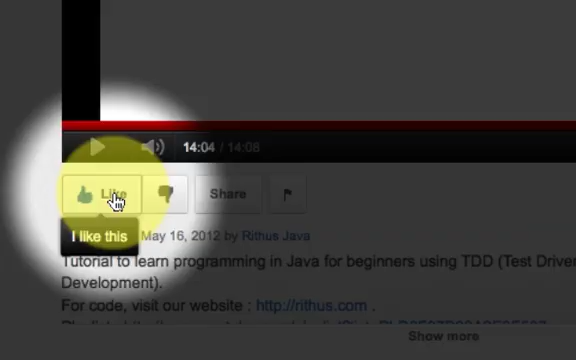 14:04 / 14:08
Like Share
I like this May 16, 2012 by Rithus Java
Tutorial to learn programming in Java for beginners using TDD (Test Driven
Development).
For code, visit our website : http://rithus.com .
Show more